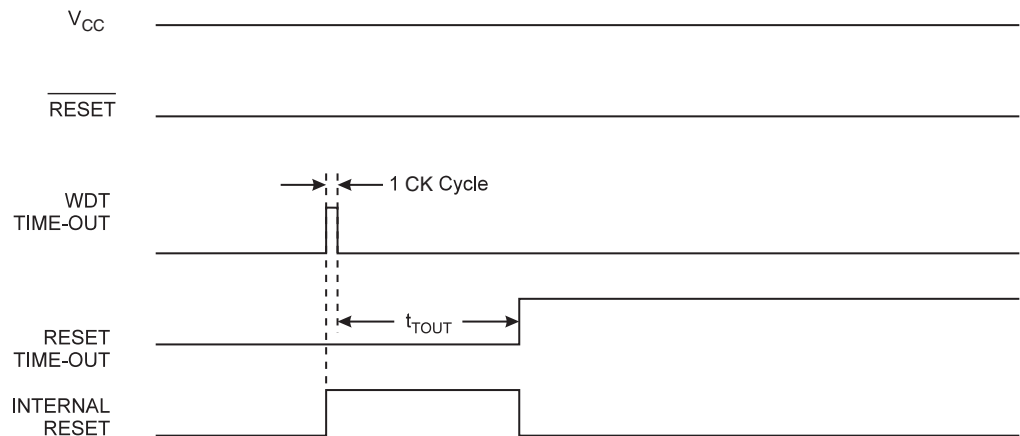 VCC
RESET
1 CK Cycle
WDT
TIME-OUT
tTOUT
RESET
TIME-OUT
INTERNAL
RESET